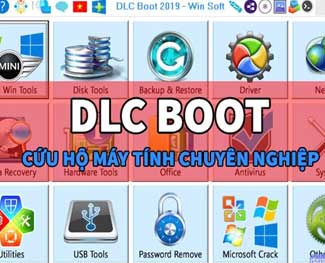 DLC Boot 2019 - Win Soft
MINI
Win Tools
Disk Tools
Backup & Restore
Driver
DLC BOOT
CỨU HỘ MÁY TÍNH CHUYÊN NGHIỆP
Recovery
Hardware Tools
Office
Antivirus
Utilities
USB Tools
Password Remove
Microsoft Crack